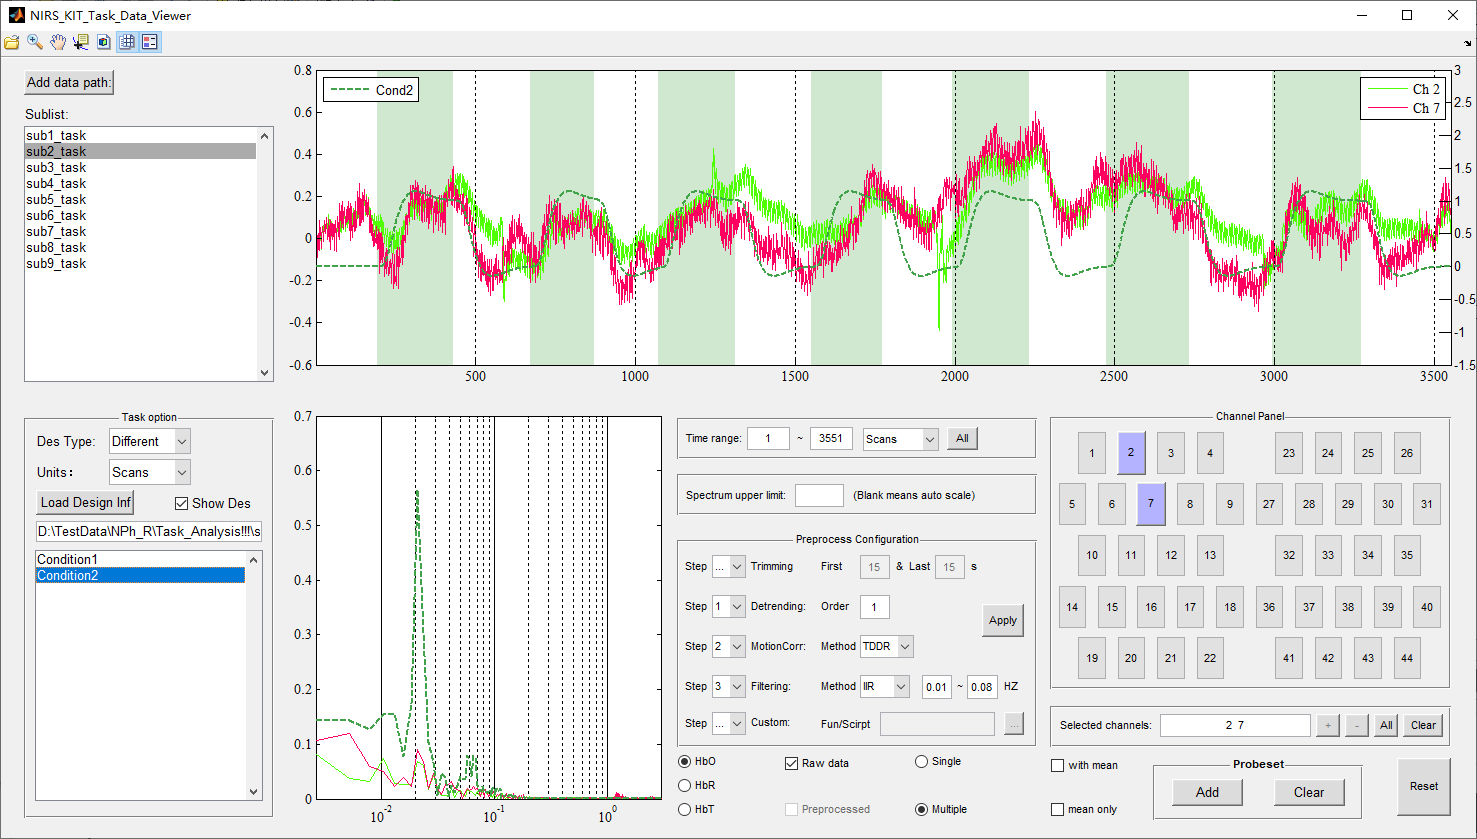 NIRS_KIT_Task_Data_Viewer
Add data path:
Sublist:
sub1_task
sub2_task
sub3_task
sub4_task
sub5_task
sub6_task
sub7_task
sub8_task
sub9_task
Cond2
Ch 2
Ch 7
0.8
0.6
0.4
0.2
0
-0.2
-0.4
-0.6
3
2.5
2
1.5
1
0.5
0
-0.5
-1
-1.5
500 1000 1500 2000 2500 3000 3500
Task option
Des Type: Different
Units: Scans
Load Design Inf Show Des
D:\TestData\NPh_R\Task_Analysis!!!\s
Condition1
Condition2
0.7
0.6
0.5
0.4
0.3
0.2
0.1
0
10-2 10-1 100
Time range: 1 ~ 3551 Scans All
Spectrum upper limit: (Blank means auto scale)
Preprocess Configuration
Step ... Trimming First 15 & Last 15 s
Step 1 Detrending: Order 1
Apply
Step 2 MotionCorr: Method TDDR
Step 3 Filtering: Method IIR 0.01 ~ 0.08 HZ
Step ... Custom: Fun/Scirpt ...
HbO Raw data Single
HbR
HbT Preprocessed Multiple
Channel Panel
1 2 3 4 23 24 25 26
5 6 7 8 9 27 28 29 30 31
10 11 12 13 32 33 34 35
14 15 16 17 18 36 37 38 39 40
19 20 21 22 41 42 43 44
Selected channels: 2 7 + - All Clear
with mean
mean only
Probeset
Add Clear
Reset